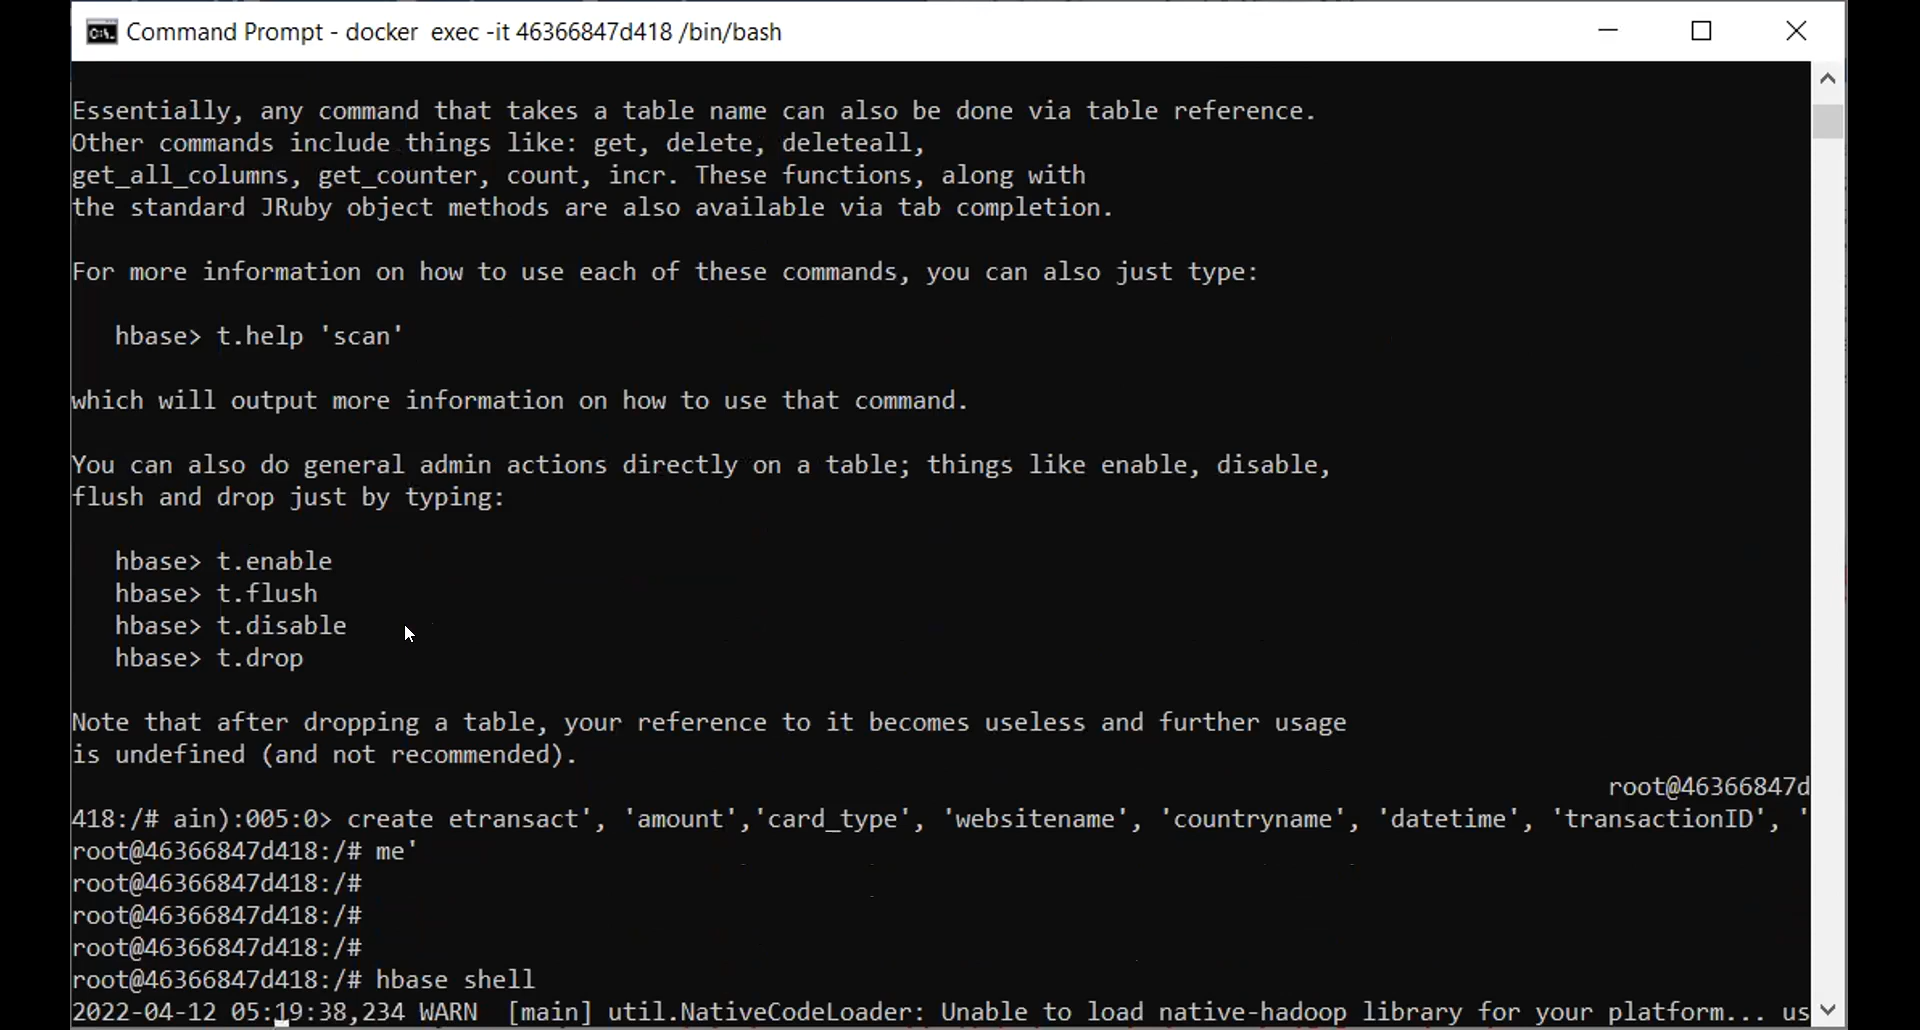 Command Prompt - docker  exec -it 46366847d418 /bin/bash
Essentially, any command that takes a table name can also be done via table reference.
Other commands include things like: get, delete, deleteall,
get_all_columns, get_counter, count, incr. These functions, along with
the standard JRuby object methods are also available via tab completion.
For more information on how to use each of these commands, you can also just type:
hbase> t.help 'scan'
which will output more information on how to use that command.
You can also do general admin actions directly on a table; things like enable, disable,
flush and drop just by typing:
hbase> t.enable
hbase> t.flush
hbase> t.disable
hbase> t.drop
Note that after dropping a table, your reference to it becomes useless and further usage
is undefined (and not recommended).
root@46366847d
418:/# ain):005:0> create etransact', 'amount','card_type', 'websitename', 'countryname', 'datetime', 'transactionID', '
root@46366847d418:/# me'
root@46366847d418:/#
root@46366847d418:/#
root@46366847d418:/#
root@46366847d418:/# hbase shell
2022-04-12 05:19:38,234 WARN  [main] util.NativeCodeLoader: Unable to load native-hadoop library for your platform... us